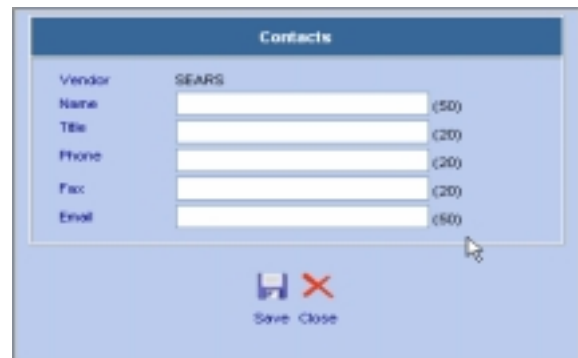 Contacts
Vendor SEARS
Name (50)
Title (20)
Phone (20)
Fax (20)
Email (50)
Save Close